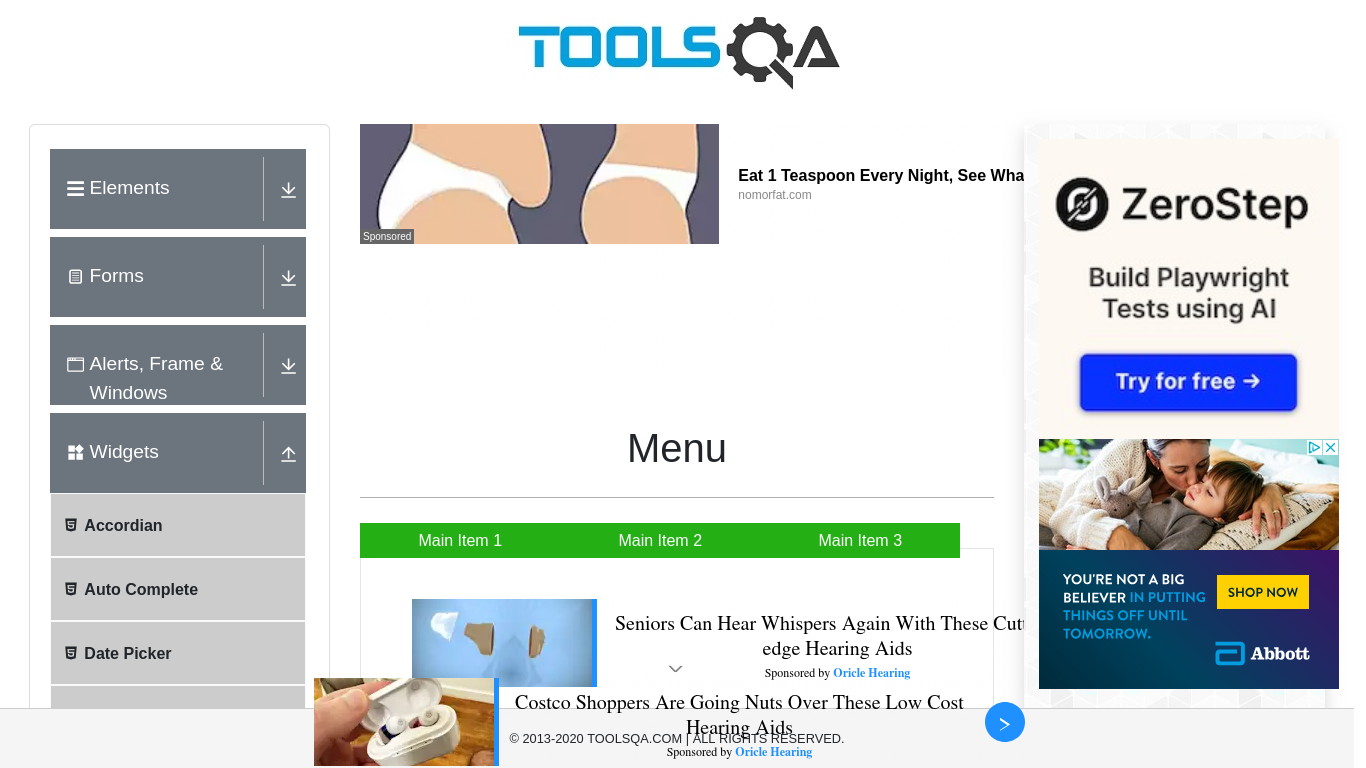 TOOLSQA
Elements
Forms
Alerts, Frame &
Windows
Widgets
Accordian
Auto Complete
Date Picker
Sponsored
Eat 1 Teaspoon Every Night, See Wha
nomorfat.com
Menu
Main Item 1
Main Item 2
Main Item 3
Seniors Can Hear Whispers Again With These Cut
edge Hearing Aids
Sponsored by Oricle Hearing
Costco Shoppers Are Going Nuts Over These Low Cost
Hearing Aids
Sponsored by Oricle Hearing
© 2013-2020 TOOLSQA.COM | ALL RIGHTS RESERVED.
ZeroStep
Build Playwright
Tests using AI
Try for free →
YOU'RE NOT A BIG
BELIEVER IN PUTTING
THINGS OFF UNTIL
TOMORROW.
SHOP NOW
Abbott